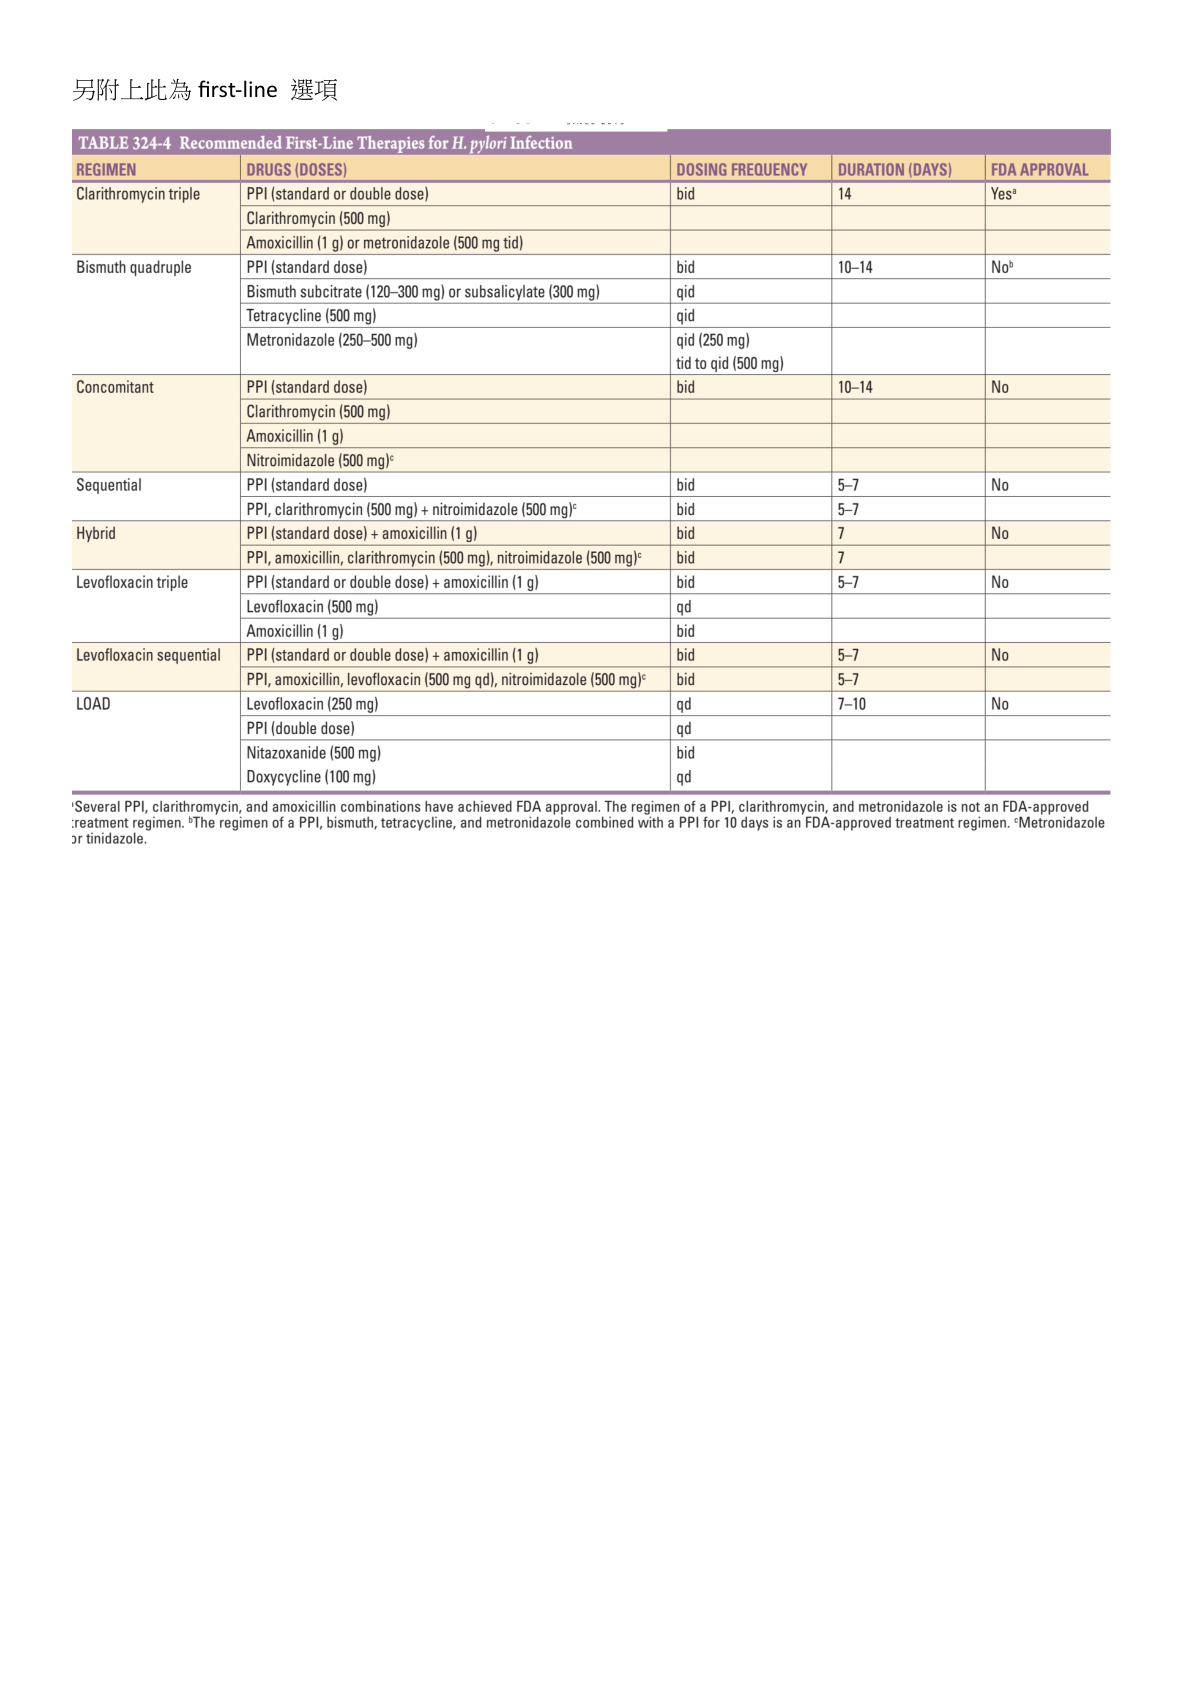 另附上此為 first-line 選項
TABLE 324-4 Recommended First-Line Therapies for H. pylori Infection
REGIMEN DRUGS (DOSES) DOSING FREQUENCY DURATION (DAYS) FDA APPROVAL
Clarithromycin triple PPI (standard or double dose) bid 14 Yesᵃ
Clarithromycin (500 mg)
Amoxicillin (1 g) or metronidazole (500 mg tid)
Bismuth quadruple PPI (standard dose) bid 10–14 Noᵇ
Bismuth subcitrate (120–300 mg) or subsalicylate (300 mg) qid
Tetracycline (500 mg) qid
Metronidazole (250–500 mg) qid (250 mg)
tid to qid (500 mg)
Concomitant PPI (standard dose) bid 10–14 No
Clarithromycin (500 mg)
Amoxicillin (1 g)
Nitroimidazole (500 mg)ᶜ
Sequential PPI (standard dose) bid 5–7 No
PPI, clarithromycin (500 mg) + nitroimidazole (500 mg)ᶜ bid 5–7
Hybrid PPI (standard dose) + amoxicillin (1 g) bid 7 No
PPI, amoxicillin, clarithromycin (500 mg), nitroimidazole (500 mg)ᶜ bid 7
Levofloxacin triple PPI (standard or double dose) + amoxicillin (1 g) bid 5–7 No
Levofloxacin (500 mg) qd
Amoxicillin (1 g) bid
Levofloxacin sequential PPI (standard or double dose) + amoxicillin (1 g) bid 5–7 No
PPI, amoxicillin, levofloxacin (500 mg qd), nitroimidazole (500 mg)ᶜ bid 5–7
LOAD Levofloxacin (250 mg) qd 7–10 No
PPI (double dose) qd
Nitazoxanide (500 mg) bid
Doxycycline (100 mg) qd
ᵃSeveral PPI, clarithromycin, and amoxicillin combinations have achieved FDA approval. The regimen of a PPI, clarithromycin, and metronidazole is not an FDA-approved
treatment regimen. ᵇThe regimen of a PPI, bismuth, tetracycline, and metronidazole combined with a PPI for 10 days is an FDA-approved treatment regimen. ᶜMetronidazole
or tinidazole.